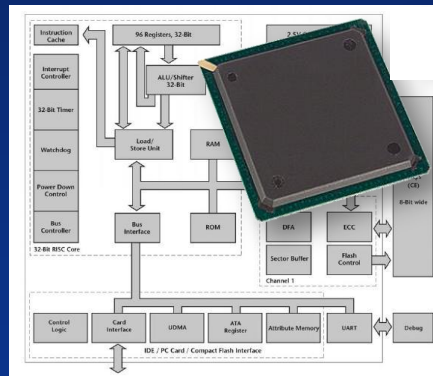 Instruction
Cache
96 Registers, 32-Bit
Interrupt
Controller
ALU/Shifter
32-Bit
32-Bit Timer
Load/
Store Unit
RAM
Watchdog
Power Down
Control
Bus
Interface
ROM
Bus
Controller
32-Bit RISC Core
(CE)
8-Bit wide
DFA
ECC
Sector Buffer
Flash
Control
Channel 1
Control
Logic
Card
Interface
UDMA
ATA
Register
Attribute Memory
UART
Debug
IDE / PC Card / Compact Flash Interface